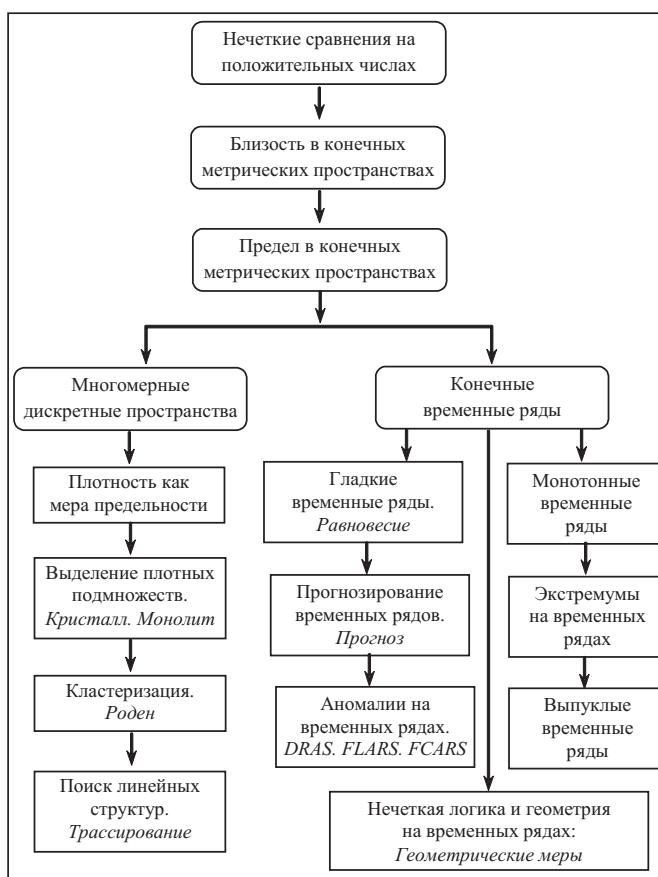 Нечеткие сравнения на
положительных числах
Близость в конечных
метрических пространствах
Предел в конечных
метрических пространствах
Многомерные
дискретные пространства
Плотность как
мера предельности
Выделение плотных
подмножеств.
Кристалл. Монолит
Кластеризация.
Роден
Поиск линейных
структур.
Трассирование
Конечные
временные ряды
Гладкие
временные ряды.
Равновесие
Прогнозирование
временных рядов.
Прогноз
Аномалии на
временных рядах.
DRAS. FLARS. FCARS
Монотонные
временные
ряды
Экстремумы
на временных
рядах
Выпуклые
временные
ряды
Нечеткая логика и геометрия
на временных рядах:
Геометрические меры